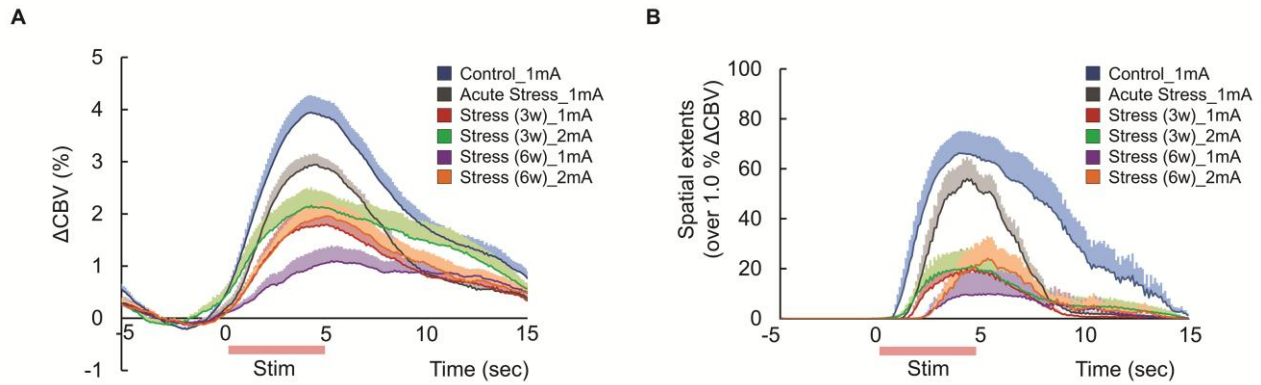 A
5
4
3
2
1
0
-1
ΔCBV (%)
-5
0
5
10
15
Stim
Time (sec)
Control_1mA
Acute Stress_1mA
Stress (3w)_1mA
Stress (3w)_2mA
Stress (6w)_1mA
Stress (6w)_2mA
B
100
80
60
40
20
0
Spatial extents
(over 1.0 % ΔCBV)
-5
0
5
10
15
Stim
Time (sec)
Control_1mA
Acute Stress_1mA
Stress (3w)_1mA
Stress (3w)_2mA
Stress (6w)_1mA
Stress (6w)_2mA